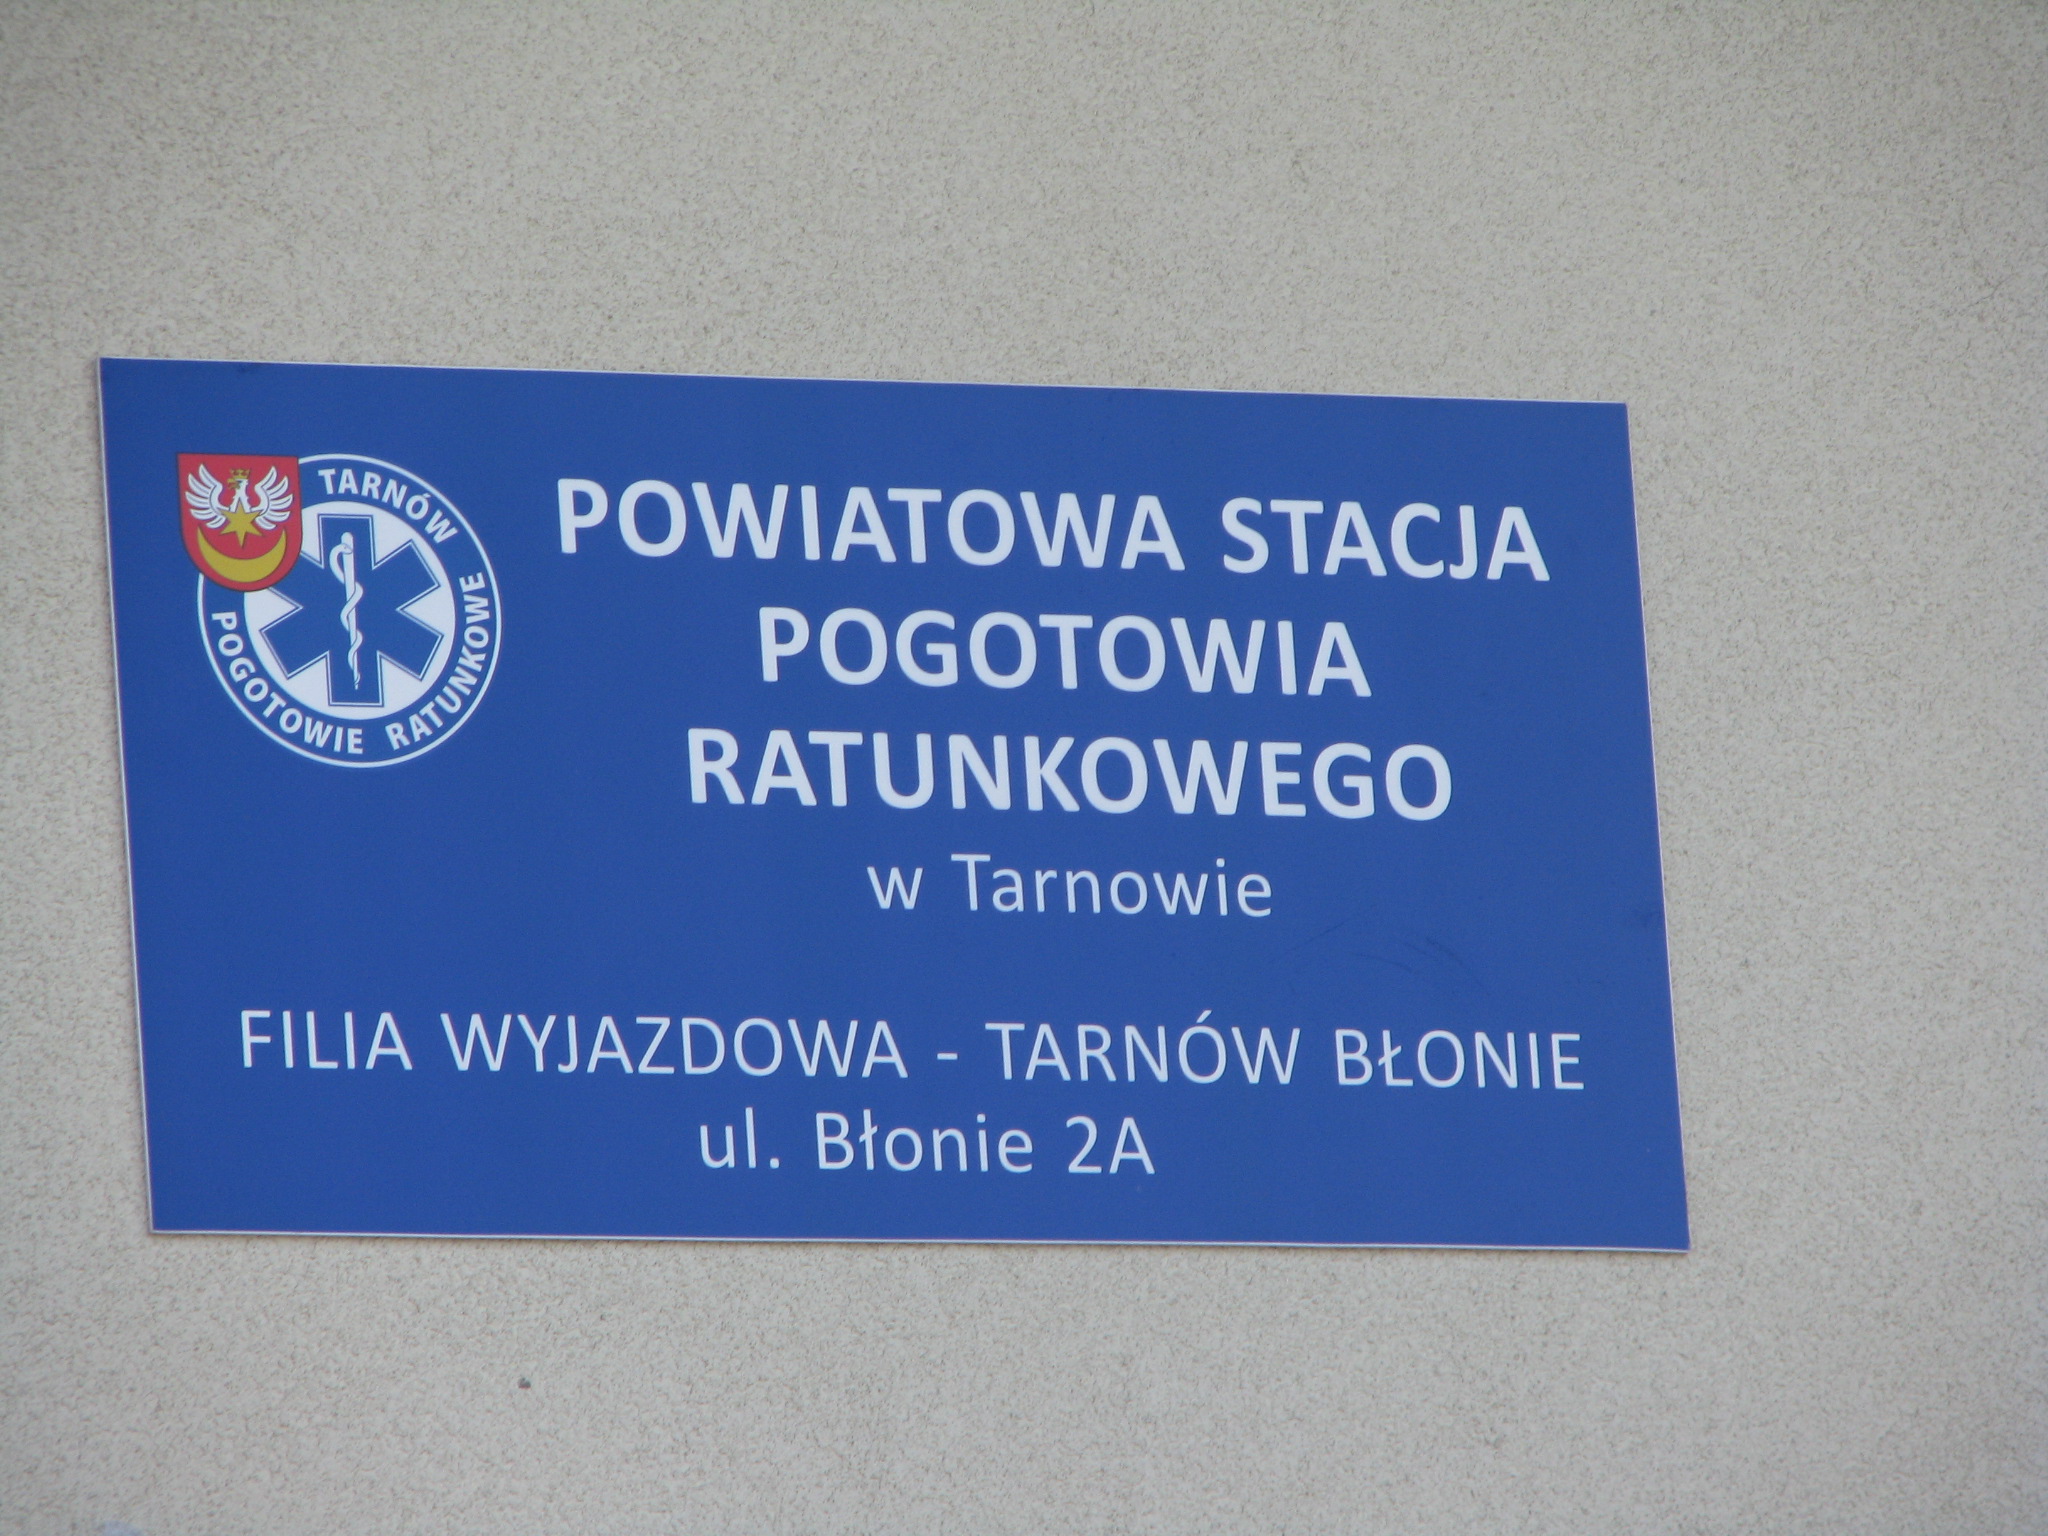 TARNÓW
POGOTOWIE RATUNKOWE
POWIATOWA STACJA
POGOTOWIA
RATUNKOWEGO
w Tarnowie
FILIA WYJAZDOWA - TARNÓW BŁONIE
ul. Błonie 2A